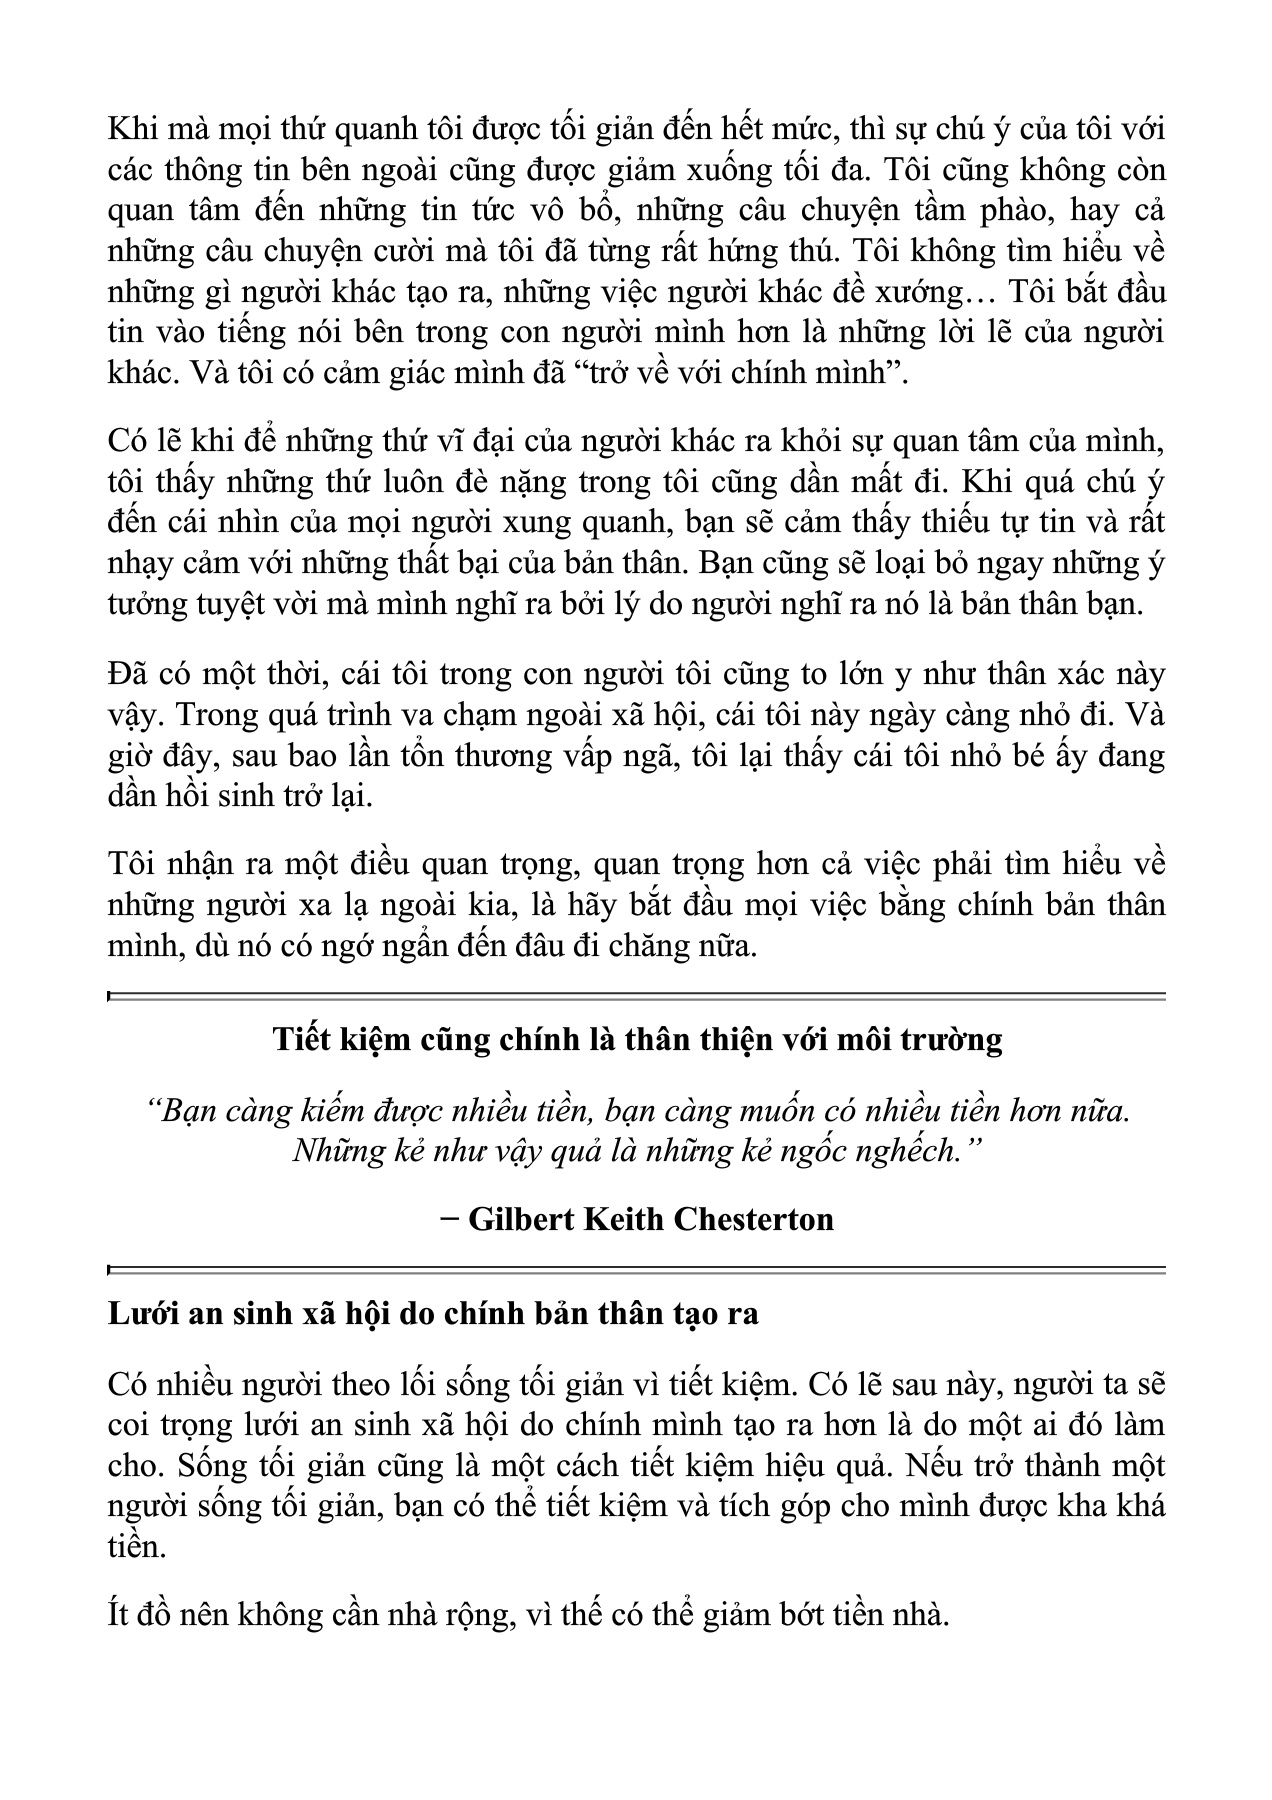 Khi mà mọi thứ quanh tôi được tối giản đến hết mức, thì sự chú ý của tôi với
các thông tin bên ngoài cũng được giảm xuống tối đa. Tôi cũng không còn
quan tâm đến những tin tức vô bổ, những câu chuyện tầm phào, hay cả
những câu chuyện cười mà tôi đã từng rất hứng thú. Tôi không tìm hiểu về
những gì người khác tạo ra, những việc người khác đề xướng… Tôi bắt đầu
tin vào tiếng nói bên trong con người mình hơn là những lời lẽ của người
khác. Và tôi có cảm giác mình đã “trở về với chính mình”.
Có lẽ khi để những thứ vĩ đại của người khác ra khỏi sự quan tâm của mình,
tôi thấy những thứ luôn đè nặng trong tôi cũng dần mất đi. Khi quá chú ý
đến cái nhìn của mọi người xung quanh, bạn sẽ cảm thấy thiếu tự tin và rất
nhạy cảm với những thất bại của bản thân. Bạn cũng sẽ loại bỏ ngay những ý
tưởng tuyệt vời mà mình nghĩ ra bởi lý do người nghĩ ra nó là bản thân bạn.
Đã có một thời, cái tôi trong con người tôi cũng to lớn y như thân xác này
vậy. Trong quá trình va chạm ngoài xã hội, cái tôi này ngày càng nhỏ đi. Và
giờ đây, sau bao lần tổn thương vấp ngã, tôi lại thấy cái tôi nhỏ bé ấy đang
dần hồi sinh trở lại.
Tôi nhận ra một điều quan trọng, quan trọng hơn cả việc phải tìm hiểu về
những người xa lạ ngoài kia, là hãy bắt đầu mọi việc bằng chính bản thân
mình, dù nó có ngớ ngẩn đến đâu đi chăng nữa.
Tiết kiệm cũng chính là thân thiện với môi trường
“Bạn càng kiếm được nhiều tiền, bạn càng muốn có nhiều tiền hơn nữa.
Những kẻ như vậy quả là những kẻ ngốc nghếch.”
– Gilbert Keith Chesterton
Lưới an sinh xã hội do chính bản thân tạo ra
Có nhiều người theo lối sống tối giản vì tiết kiệm. Có lẽ sau này, người ta sẽ
coi trọng lưới an sinh xã hội do chính mình tạo ra hơn là do một ai đó làm
cho. Sống tối giản cũng là một cách tiết kiệm hiệu quả. Nếu trở thành một
người sống tối giản, bạn có thể tiết kiệm và tích góp cho mình được kha khá
tiền.
Ít đồ nên không cần nhà rộng, vì thế có thể giảm bớt tiền nhà.